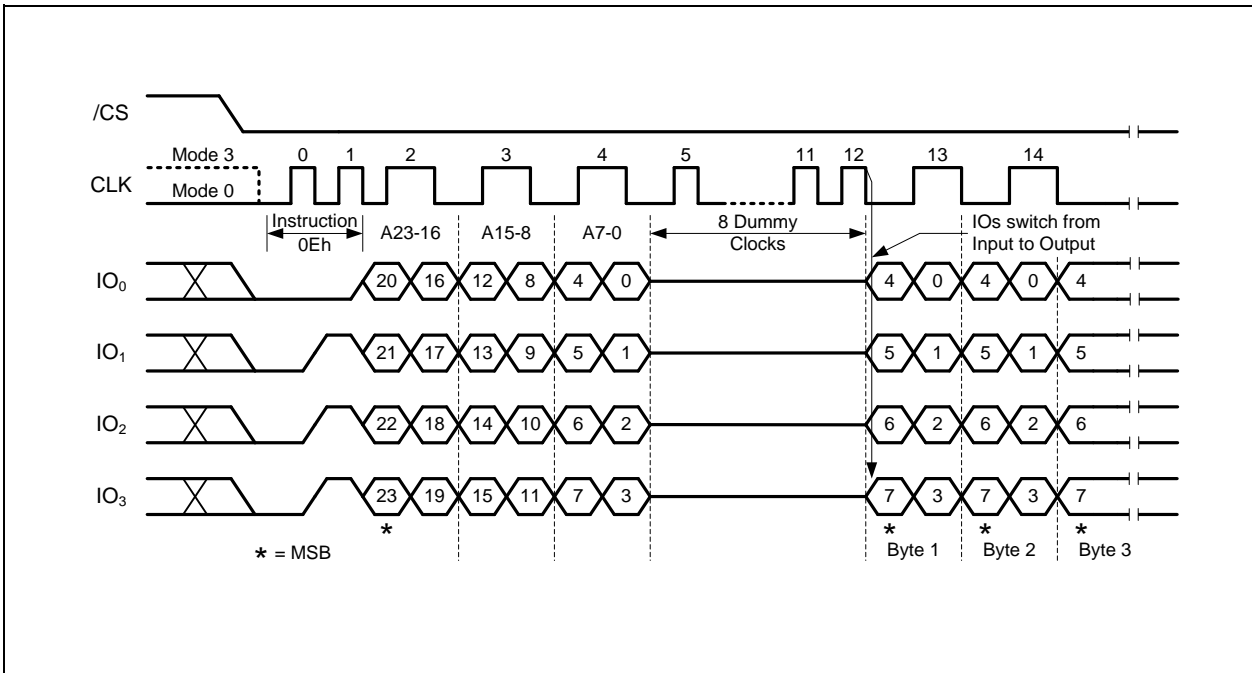 /CS
Mode 3 0 1 2 3 4 5 11 12 13 14
CLK Mode 0
Instruction 0Eh A23-16 A15-8 A7-0 8 Dummy Clocks IOs switch from Input to Output
IO₀ 20 16 12 8 4 0 4 0 4 0 4
IO₁ 21 17 13 9 5 1 5 1 5 1 5
IO₂ 22 18 14 10 6 2 6 2 6 2 6
IO₃ 23 19 15 11 7 3 7 3 7 3 7
* * * *
* = MSB Byte 1 Byte 2 Byte 3